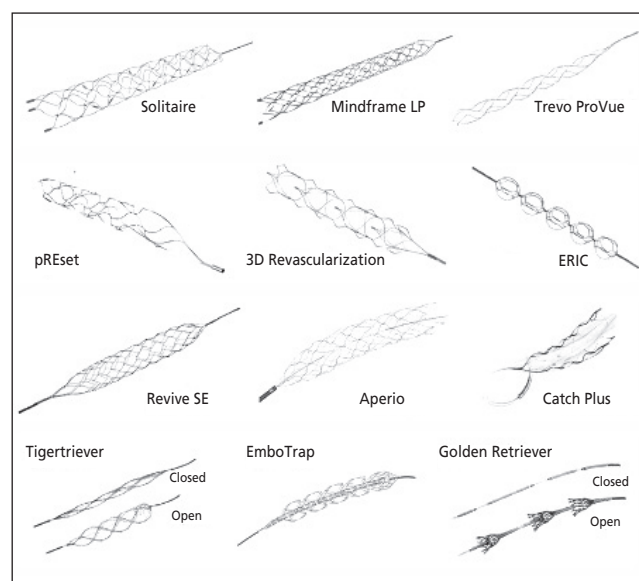 Solitaire
Mindframe LP
Trevo ProVue
pREset
3D Revascularization
ERIC
Revive SE
Aperio
Catch Plus
Tigertriever
EmboTrap
Golden Retriever
Closed
Closed
Open
Open